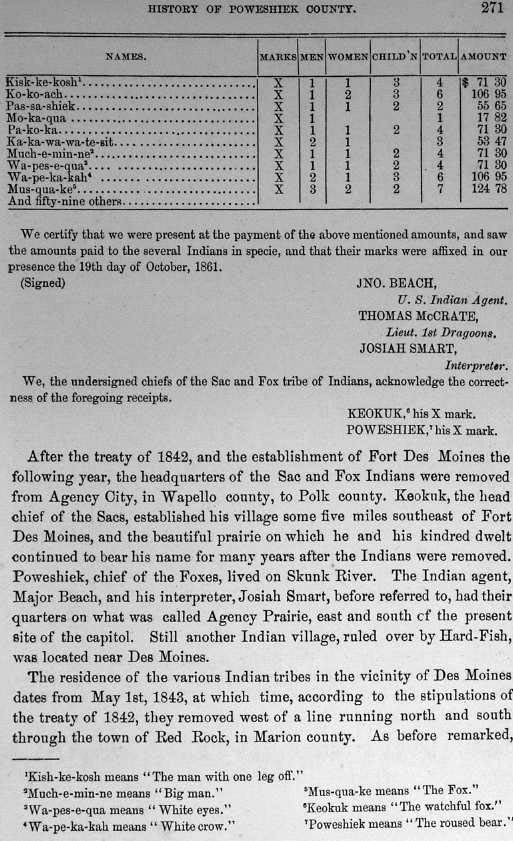 HISTORY OF POWESHIEK COUNTY. 271
NAMES. MARKS MEN WOMEN CHILD'N TOTAL AMOUNT
Kisk-ke-kosh¹ X 1 1 3 4 $ 71 30
Ko-ko-ach X 1 2 3 6 106 95
Pas-sa-shiek X 1 1 2 2 55 65
Mo-ka-qua X 1 1 17 82
Pa-ko-ka X 1 1 2 4 71 30
Ka-ka-wa-wa-te-sit X 2 1 3 53 47
Much-e-min-ne² X 1 1 2 4 71 30
Wa-pes-e-qua³ X 1 1 2 4 71 30
Wa-pe-ka-kah⁴ X 2 1 3 6 106 95
Mus-qua-ke⁵ X 3 2 2 7 124 78
And fifty-nine others
We certify that we were present at the payment of the above mentioned amounts, and saw
the amounts paid to the several Indians in specie, and that their marks were affixed in our
presence the 19th day of October, 1861.
(Signed) JNO. BEACH,
U. S. Indian Agent.
THOMAS McCRATE,
Lieut. 1st Dragoons.
JOSIAH SMART,
Interpreter.
We, the undersigned chiefs of the Sac and Fox tribe of Indians, acknowledge the correct-
ness of the foregoing receipts.
KEOKUK,⁶ his X mark.
POWESHIEK,⁷ his X mark.
After the treaty of 1842, and the establishment of Fort Des Moines the
following year, the headquarters of the Sac and Fox Indians were removed
from Agency City, in Wapello county, to Polk county. Keokuk, the head
chief of the Sacs, established his village some five miles southeast of Fort
Des Moines, and the beautiful prairie on which he and his kindred dwelt
continued to bear his name for many years after the Indians were removed.
Poweshiek, chief of the Foxes, lived on Skunk River. The Indian agent,
Major Beach, and his interpreter, Josiah Smart, before referred to, had their
quarters on what was called Agency Prairie, east and south of the present
site of the capitol. Still another Indian village, ruled over by Hard-Fish,
was located near Des Moines.
The residence of the various Indian tribes in the vicinity of Des Moines
dates from May 1st, 1843, at which time, according to the stipulations of
the treaty of 1842, they removed west of a line running north and south
through the town of Red Rock, in Marion county. As before remarked,
¹Kish-ke-kosh means "The man with one leg off."
²Much-e-min-ne means "Big man."
³Wa-pes-e-qua means "White eyes."
⁴Wa-pe-ka-kah means "White crow."
⁵Mus-qua-ke means "The Fox."
⁶Keokuk means "The watchful fox."
⁷Poweshiek means "The roused bear."